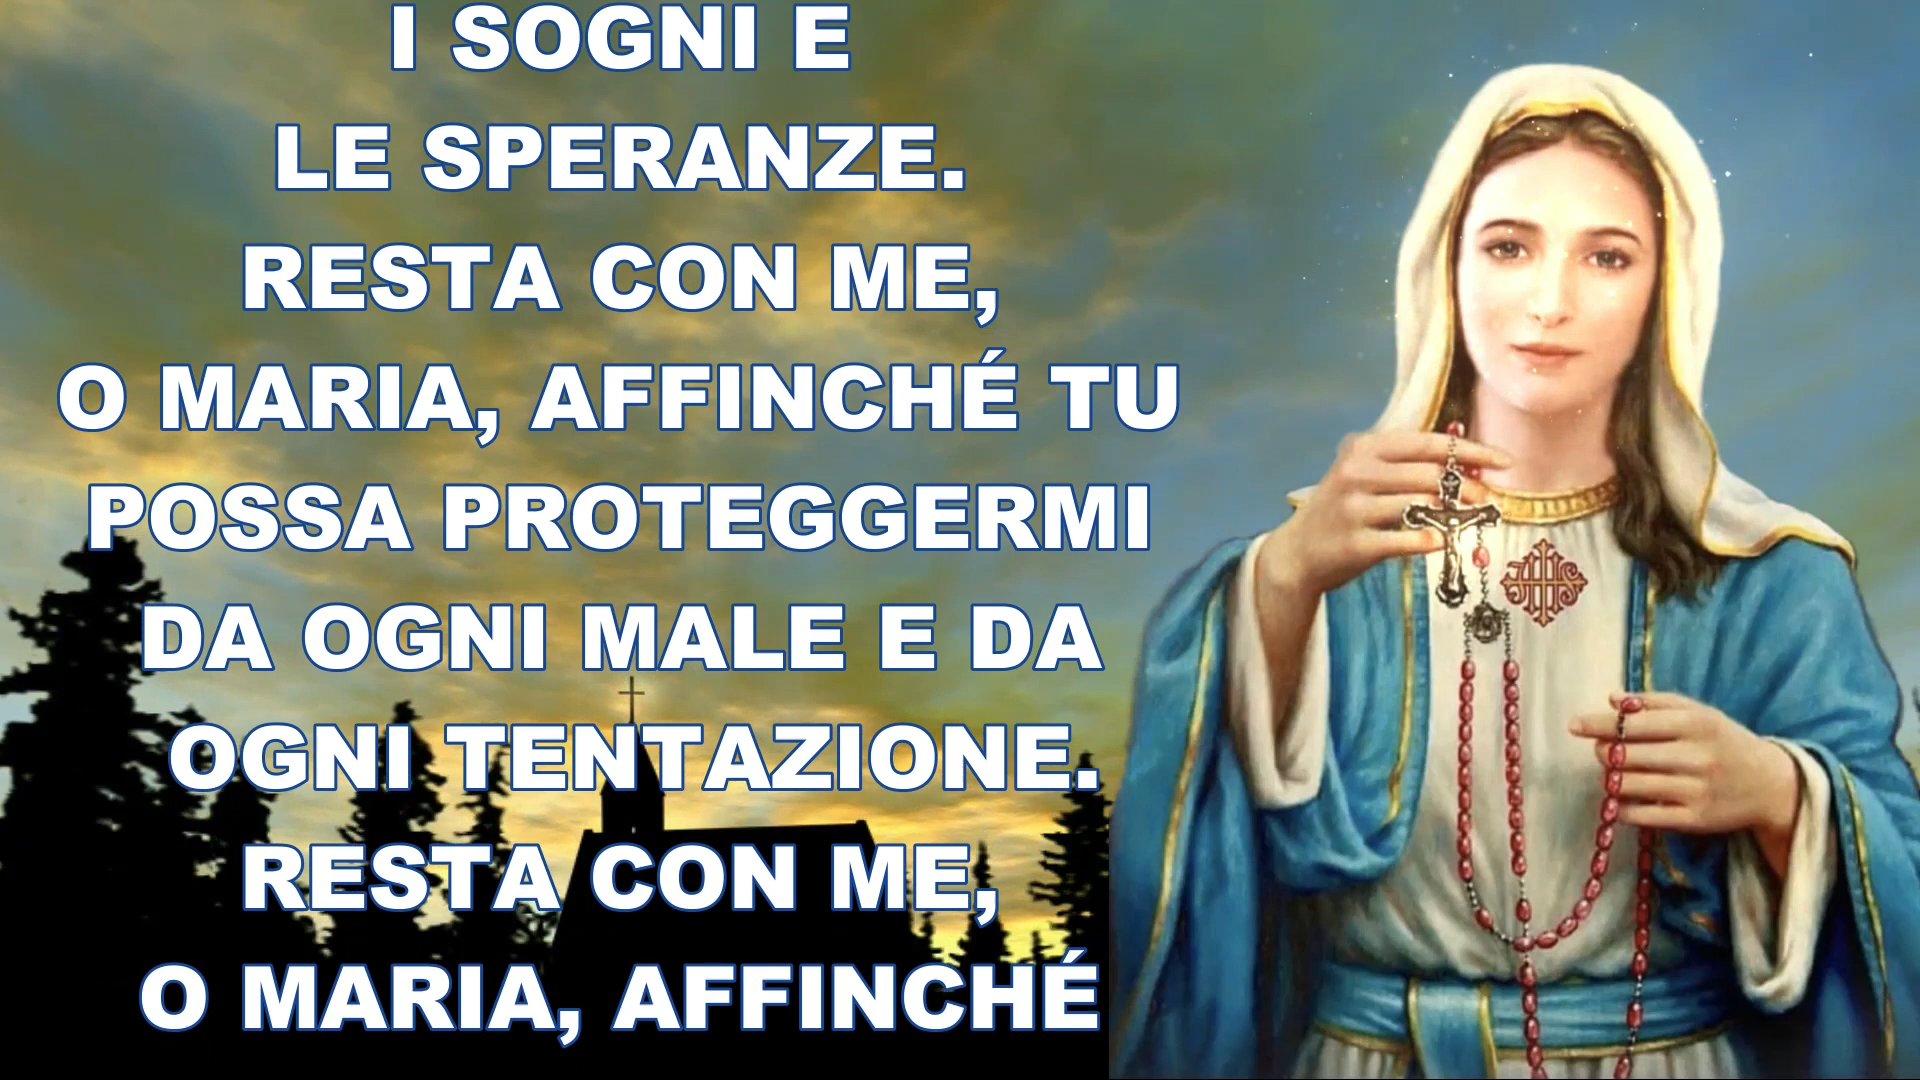 I SOGNI E
LE SPERANZE.
RESTA CON ME,
O MARIA, AFFINCHÉ TU
POSSA PROTEGGERMI
DA OGNI MALE E DA
OGNI TENTAZIONE.
RESTA CON ME,
O MARIA, AFFINCHÉ
IHS